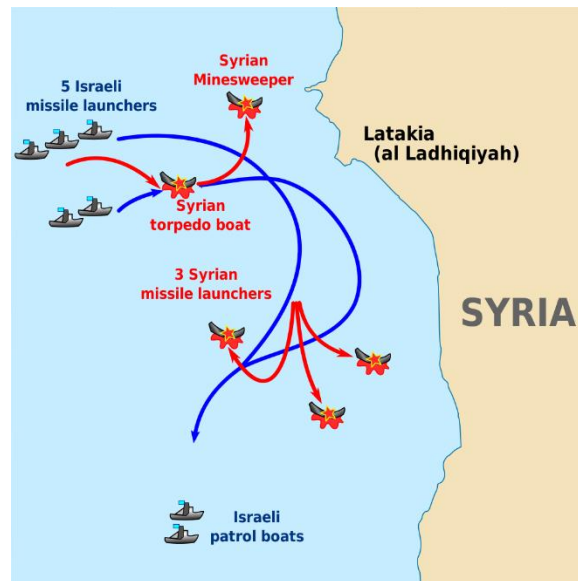 Syrian
Minesweeper
5 Israeli
missile launchers
Latakia
(al Ladhiqiyah)
Syrian
torpedo boat
3 Syrian
missile launchers
SYRIA
Israeli
patrol boats